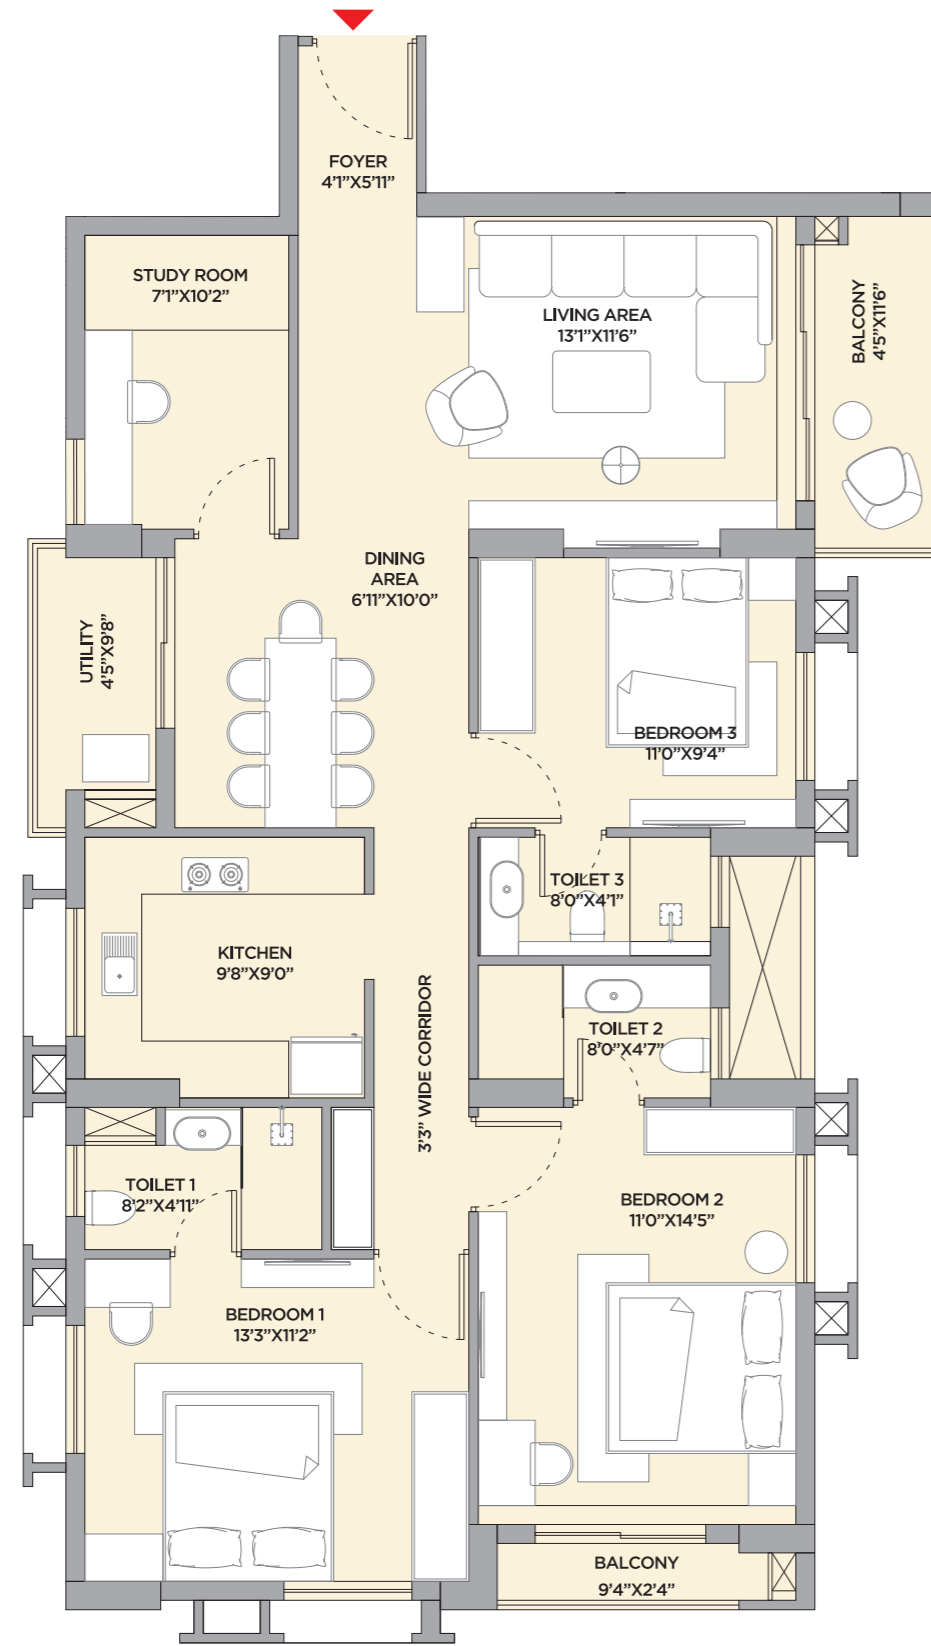 FOYER
4'1"X5'11"
STUDY ROOM
7'1"X10'2"
LIVING AREA
13'1"X11'6"
BALCONY
4'5"X11'6"
DINING
AREA
6'11"X10'0"
UTILITY
4'5"X9'8"
BEDROOM 3
11'0"X9'4"
TOILET 3
8'0"X4'1"
KITCHEN
9'8"X9'0"
3'3" WIDE CORRIDOR
TOILET 2
8'0"X4'7"
TOILET 1
8'2"X4'11"
BEDROOM 2
11'0"X14'5"
BEDROOM 1
13'3"X11'2"
BALCONY
9'4"X2'4"